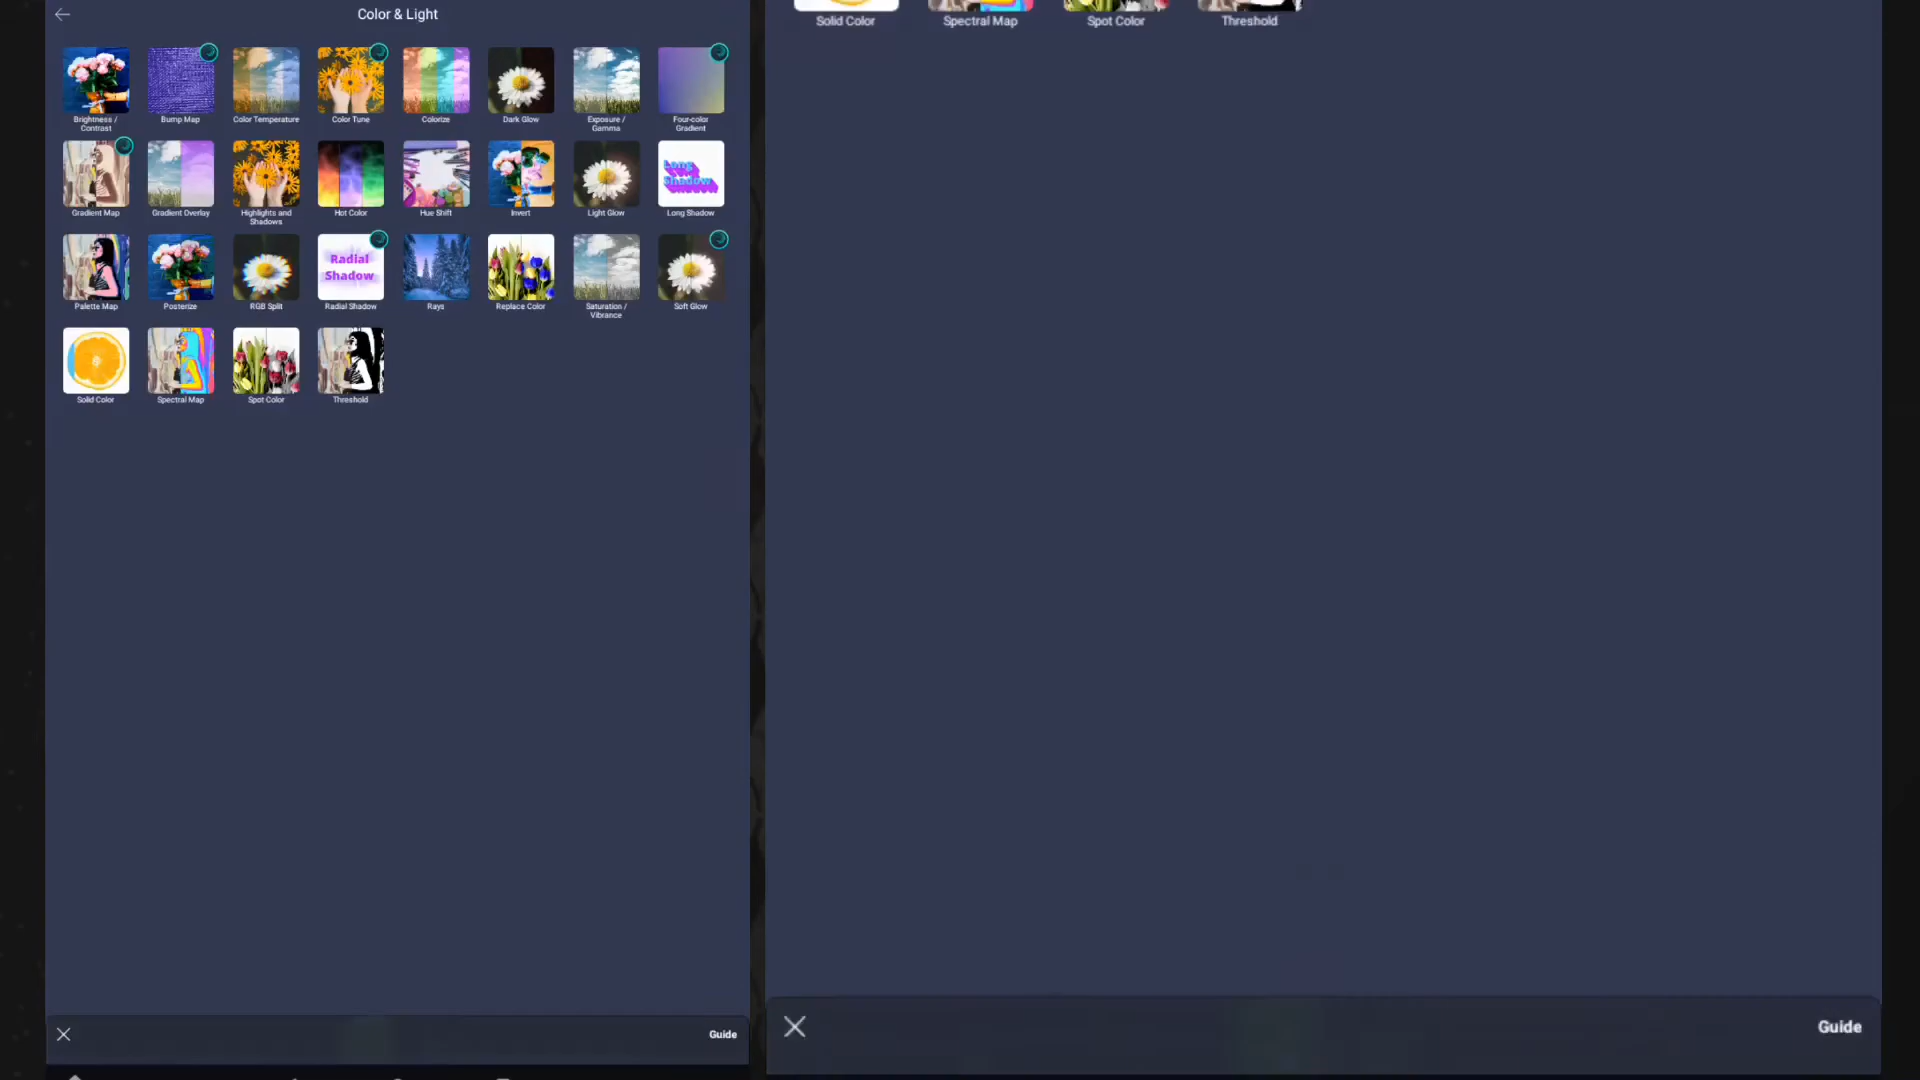 Color & Light
Brightness /
Contrast
Bump Map
Color Temperature
Color Tune
Colorize
Dark Glow
Exposure /
Gamma
Four-color
Gradient
Gradient Map
Gradient Overlay
Highlights and
Shadows
Hot Color
Hue Shift
Invert
Light Glow
Long
Shadow
Long Shadow
Palette Map
Posterize
RGB Split
Radial
Shadow
Radial Shadow
Rays
Replace Color
Saturation /
Vibrance
Soft Glow
Solid Color
Spectral Map
Spot Color
Threshold
Guide
Solid Color
Spectral Map
Spot Color
Threshold
Guide